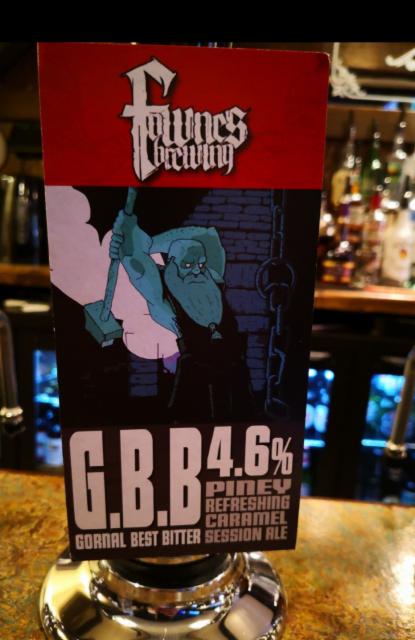 Fownes
brewing
G.B.B
GORNAL BEST BITTER
4.6%
PINEY
REFRESHING
CARAMEL
SESSION ALE